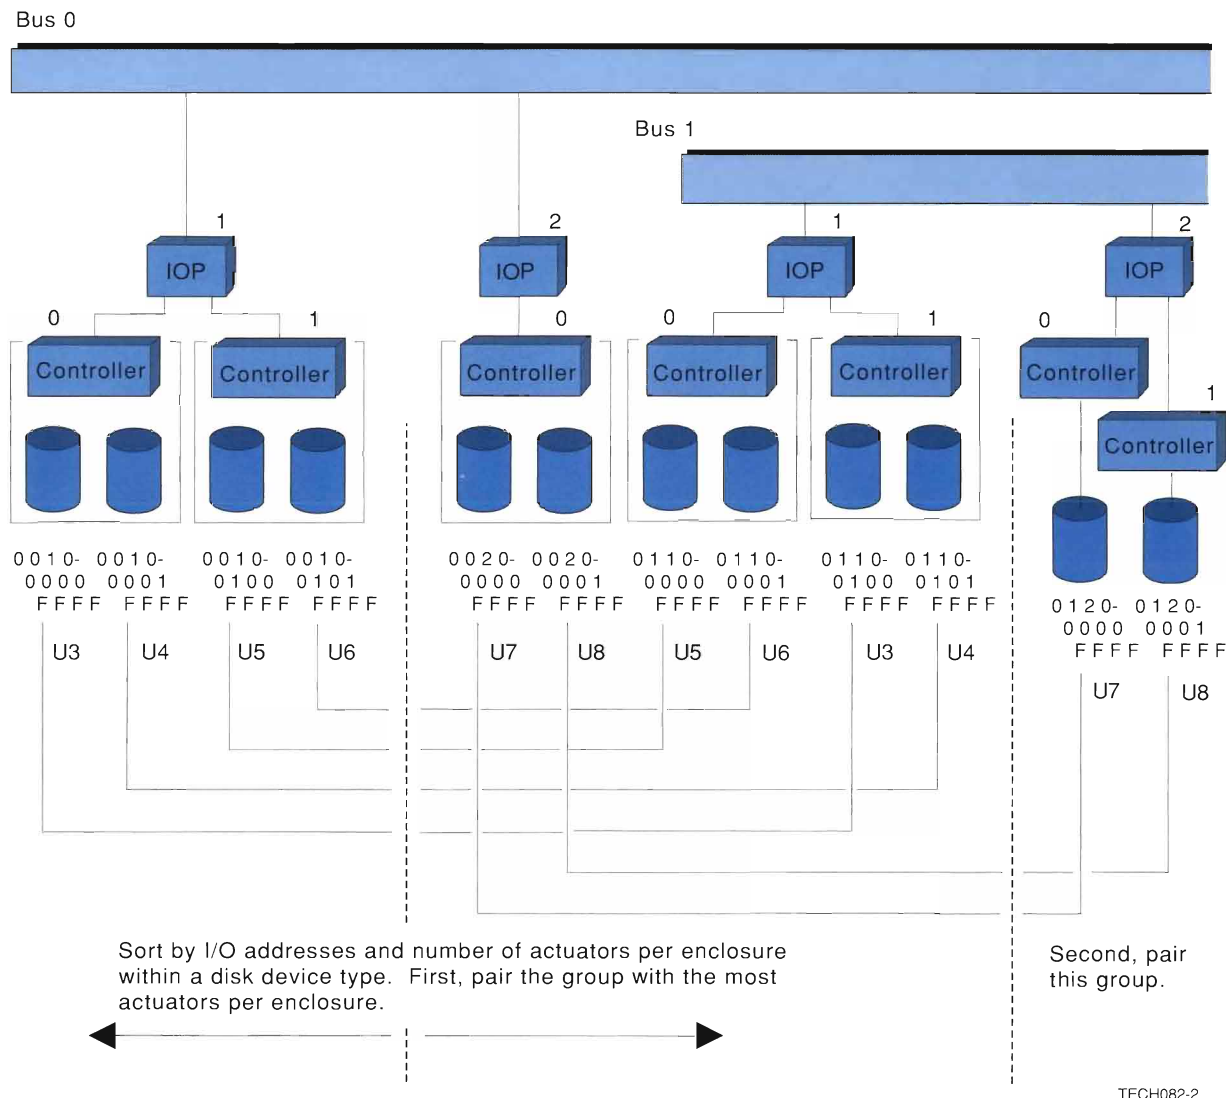 Bus 0
Bus 1
1
2
1
2
IOP
IOP
IOP
IOP
0
1
0
0
1
0
Controller
Controller
Controller
Controller
Controller
Controller
1
Controller
0010- 0010- 0010- 0010- 0020- 0020- 0110- 0110- 0110- 0110-
0000 0001 0100 0101 0000 0001 0000 0001 0100 0101
FFFF FFFF FFFF FFFF FFFF FFFF FFFF FFFF FFFF FFFF
0120- 0120-
0000 0001
FFFF FFFF
U3 U4 U5 U6 U7 U8 U5 U6 U3 U4
U7 U8
Sort by I/O addresses and number of actuators per enclosure
within a disk device type. First, pair the group with the most
actuators per enclosure.
Second, pair
this group.
TECH082-2